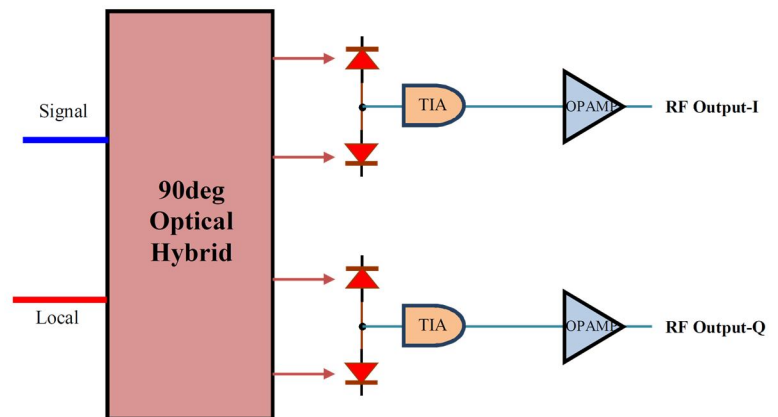 Signal
90deg
Optical
Hybrid
Local
TIA
OPAMP
RF Output-I
TIA
OPAMP
RF Output-Q